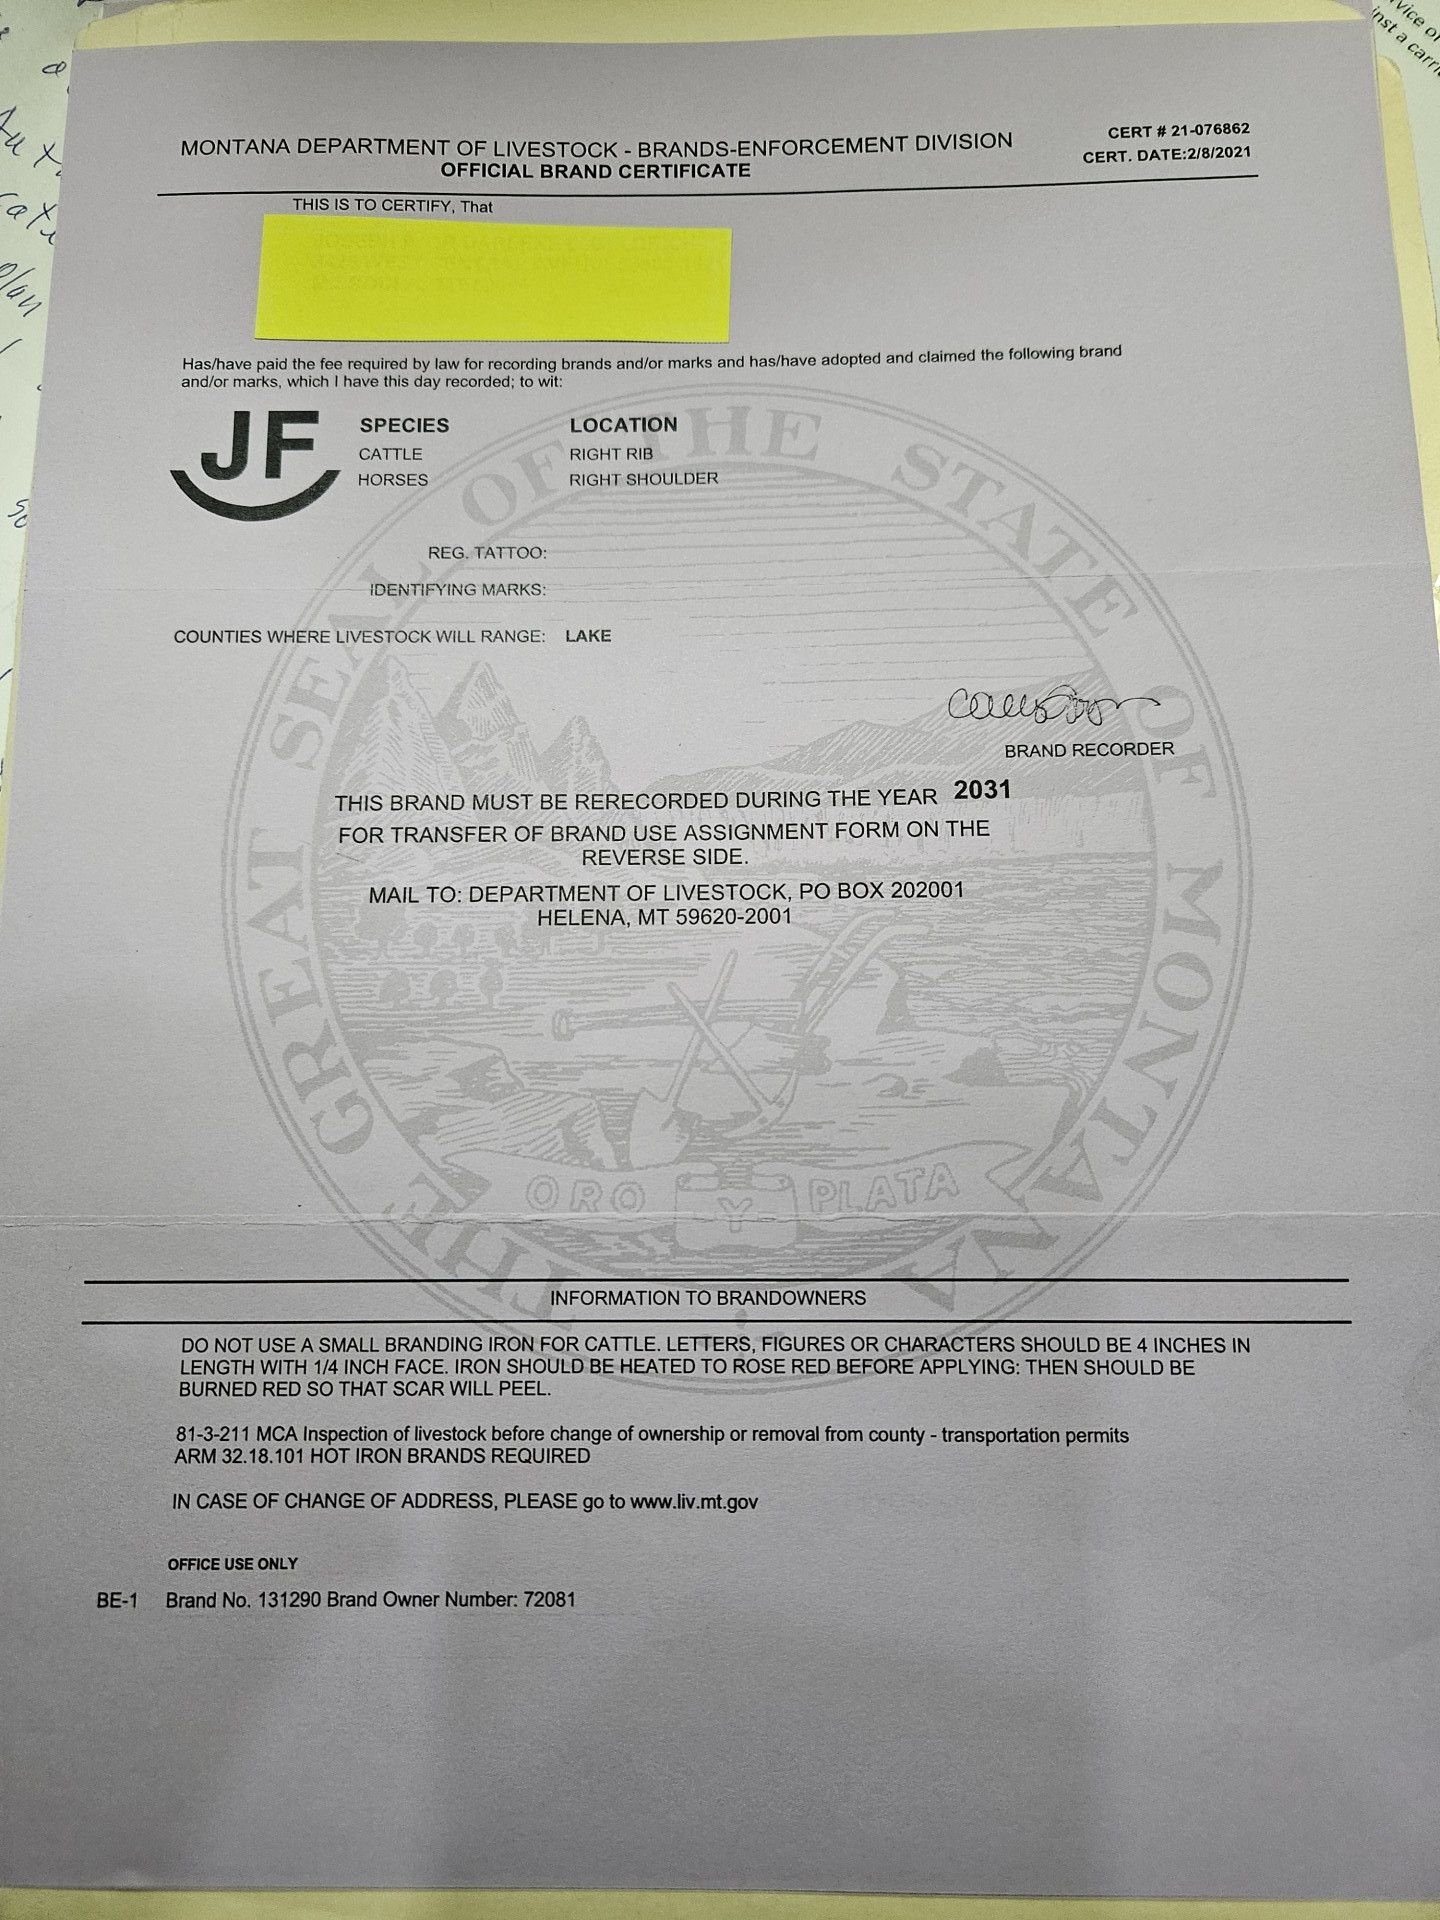 MONTANA DEPARTMENT OF LIVESTOCK - BRANDS-ENFORCEMENT DIVISION
OFFICIAL BRAND CERTIFICATE
CERT # 21-076862
CERT. DATE:2/8/2021
THIS IS TO CERTIFY, That
Has/have paid the fee required by law for recording brands and/or marks and has/have adopted and claimed the following brand
and/or marks, which I have this day recorded; to wit:
JF
SPECIES LOCATION
CATTLE RIGHT RIB
HORSES RIGHT SHOULDER
REG. TATTOO:
IDENTIFYING MARKS:
COUNTIES WHERE LIVESTOCK WILL RANGE: LAKE
BRAND RECORDER
THIS BRAND MUST BE RERECORDED DURING THE YEAR 2031
FOR TRANSFER OF BRAND USE ASSIGNMENT FORM ON THE
REVERSE SIDE.
MAIL TO: DEPARTMENT OF LIVESTOCK, PO BOX 202001
HELENA, MT 59620-2001
THE GREAT SEAL OF THE STATE OF MONTANA
ORO Y PLATA
INFORMATION TO BRANDOWNERS
DO NOT USE A SMALL BRANDING IRON FOR CATTLE. LETTERS, FIGURES OR CHARACTERS SHOULD BE 4 INCHES IN
LENGTH WITH 1/4 INCH FACE. IRON SHOULD BE HEATED TO ROSE RED BEFORE APPLYING: THEN SHOULD BE
BURNED RED SO THAT SCAR WILL PEEL.
81-3-211 MCA Inspection of livestock before change of ownership or removal from county - transportation permits
ARM 32.18.101 HOT IRON BRANDS REQUIRED
IN CASE OF CHANGE OF ADDRESS, PLEASE go to www.liv.mt.gov
OFFICE USE ONLY
BE-1 Brand No. 131290 Brand Owner Number: 72081
plan
so
inst a